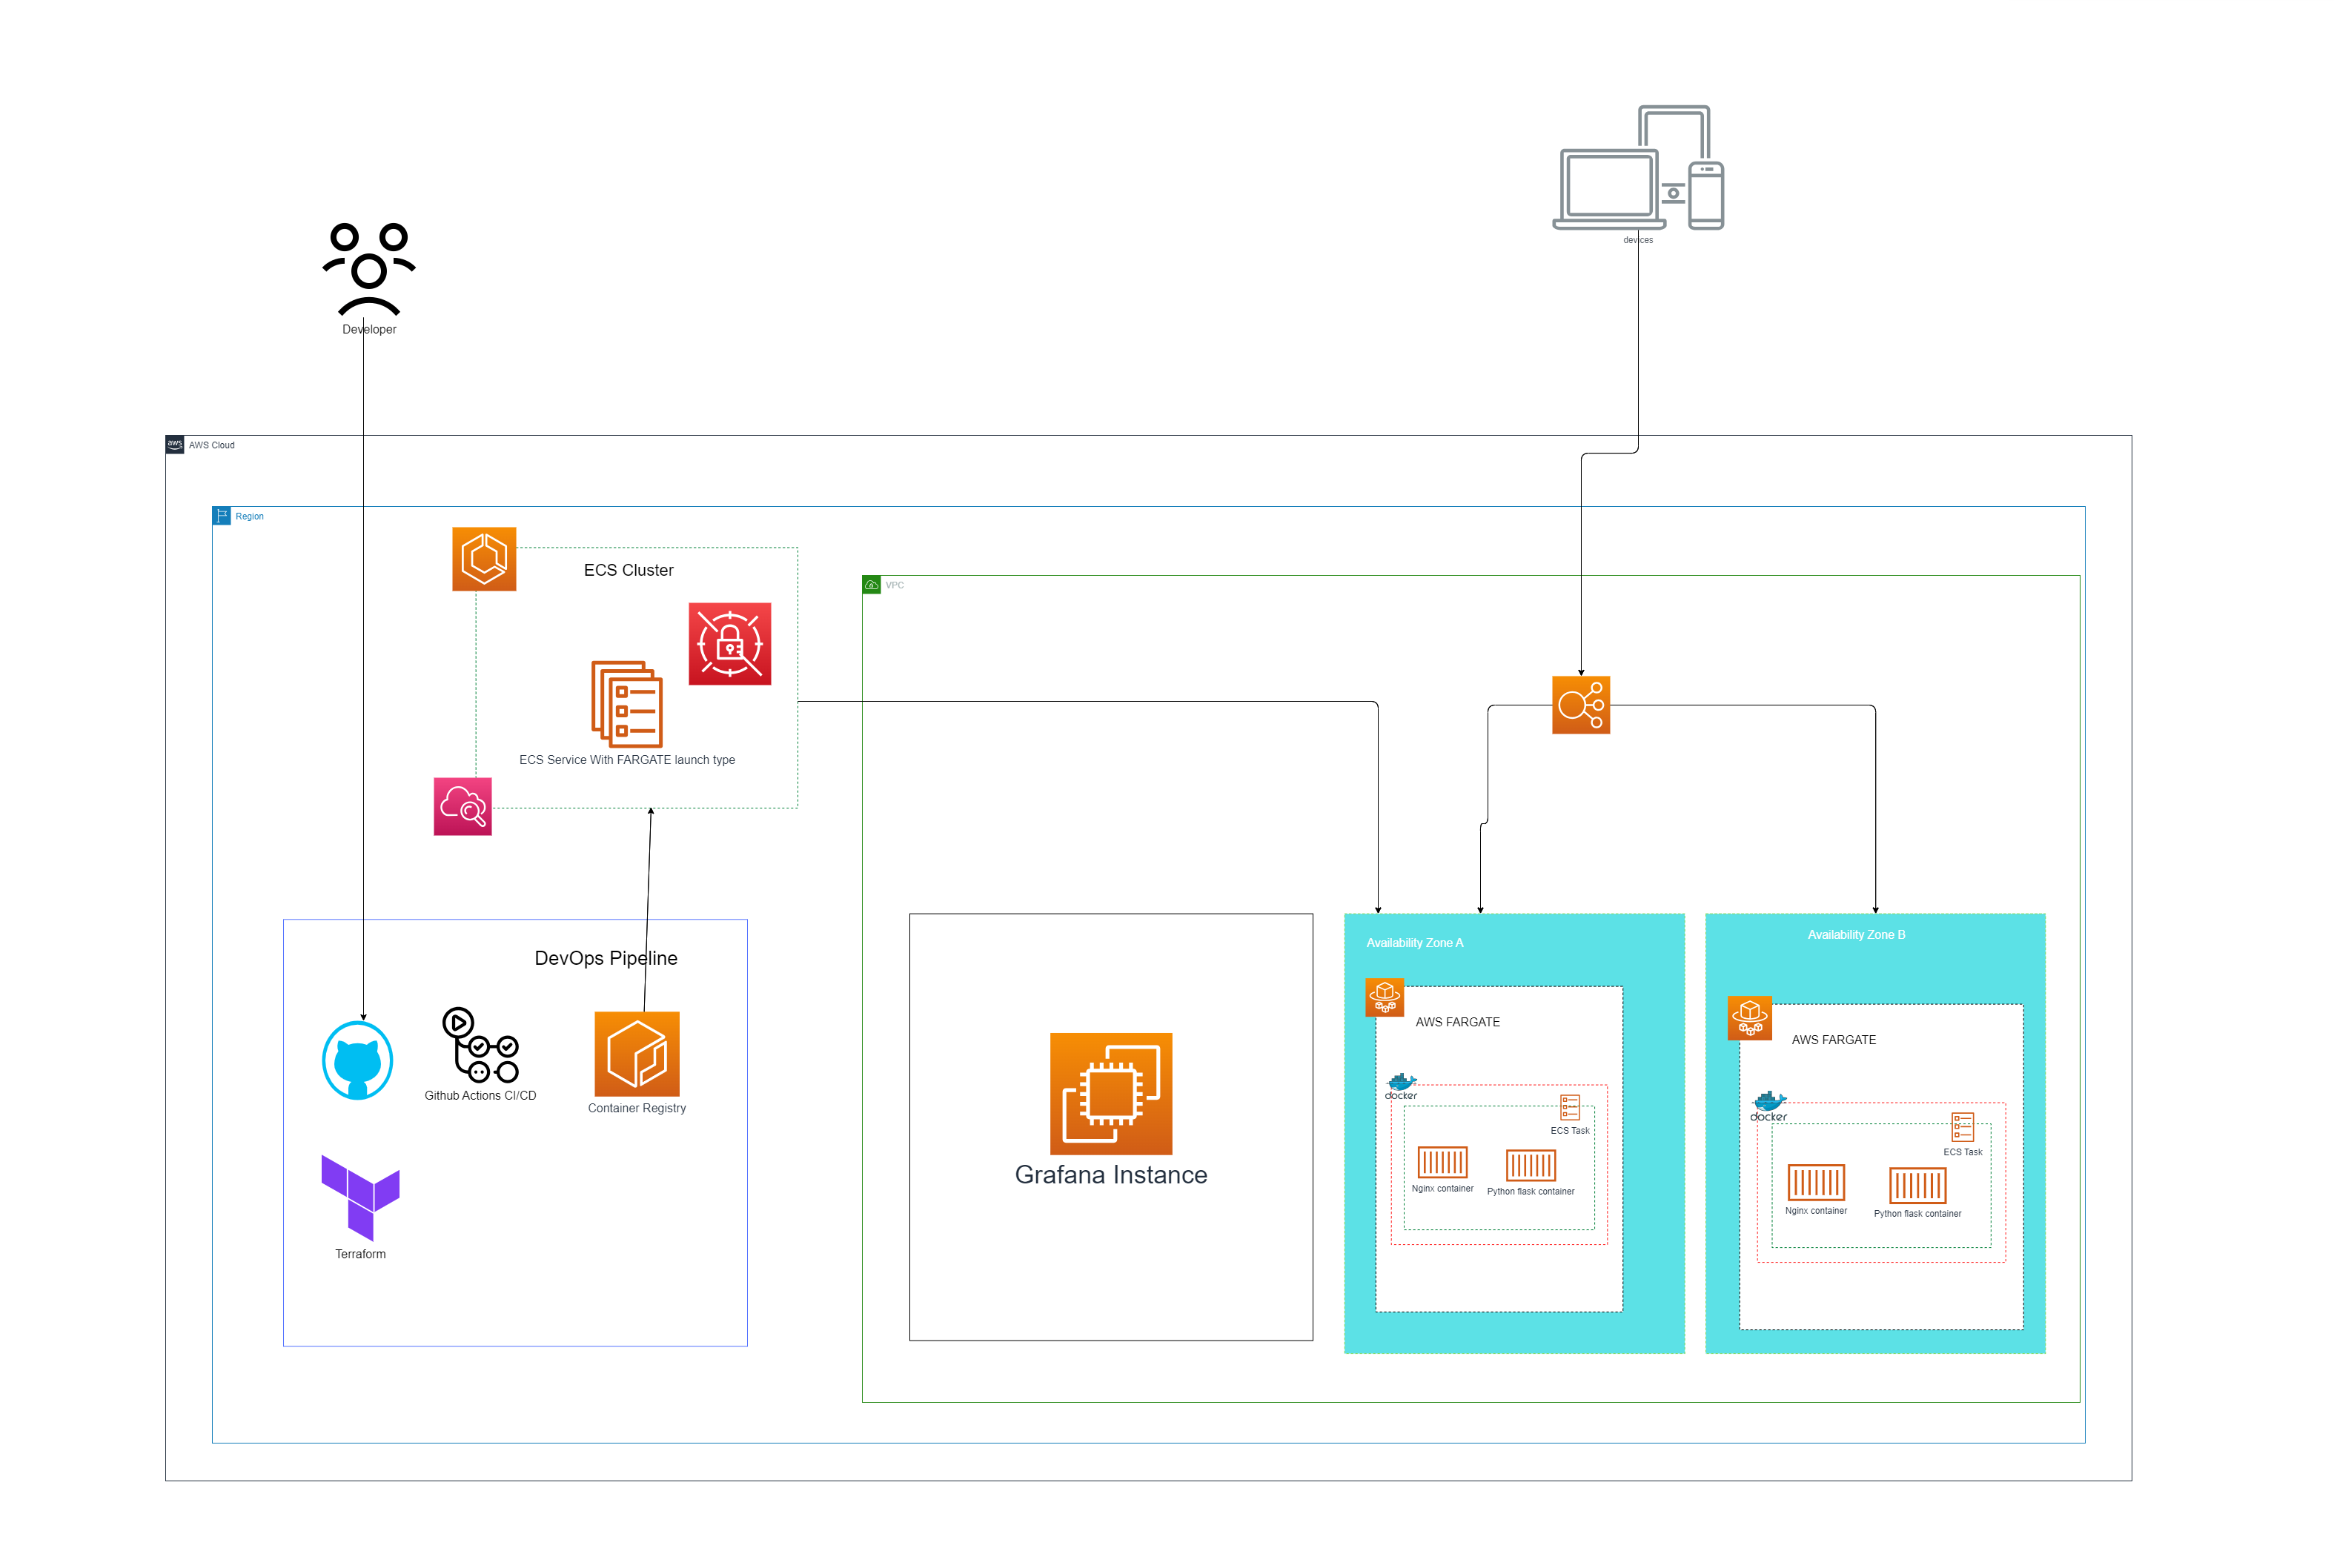 devices
Developer
aws
AWS Cloud
Region
ECS Cluster
VPC
ECS Service With FARGATE launch type
DevOps Pipeline
Availability Zone A
Availability Zone B
AWS FARGATE
AWS FARGATE
docker
docker
ECS Task
ECS Task
Github Actions CI/CD
Container Registry
Grafana Instance
Nginx container
Python flask container
Nginx container
Python flask container
Terraform